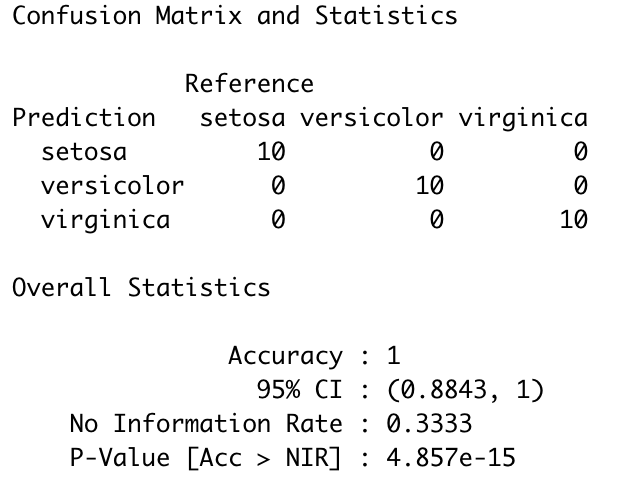 Confusion Matrix and Statistics
Reference
Prediction setosa versicolor virginica
setosa 10 0 0
versicolor 0 10 0
virginica 0 0 10
Overall Statistics
Accuracy : 1
95% CI : (0.8843, 1)
No Information Rate : 0.3333
P-Value [Acc > NIR] : 4.857e-15